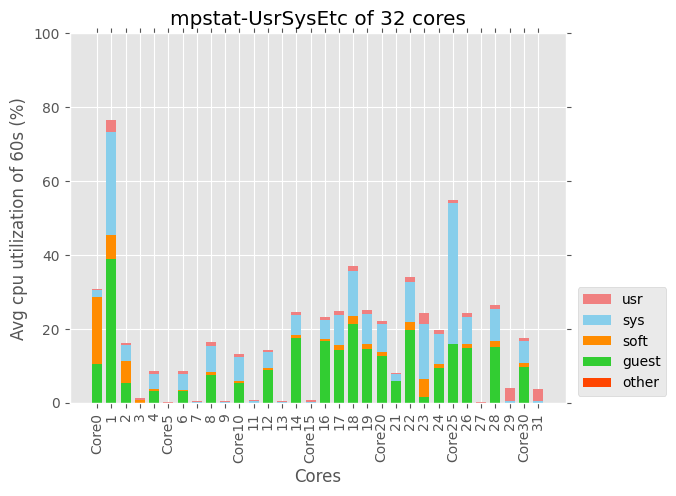 mpstat-UsrSysEtc of 32 cores
Avg cpu utilization of 60s (%)
100
80
60
40
20
0
Core0
1
2
3
4
Core5
6
7
8
9
Core10
11
12
13
14
Core15
16
17
18
19
Core20
21
22
23
24
Core25
26
27
28
29
Core30
31
Cores
usr
sys
soft
guest
other